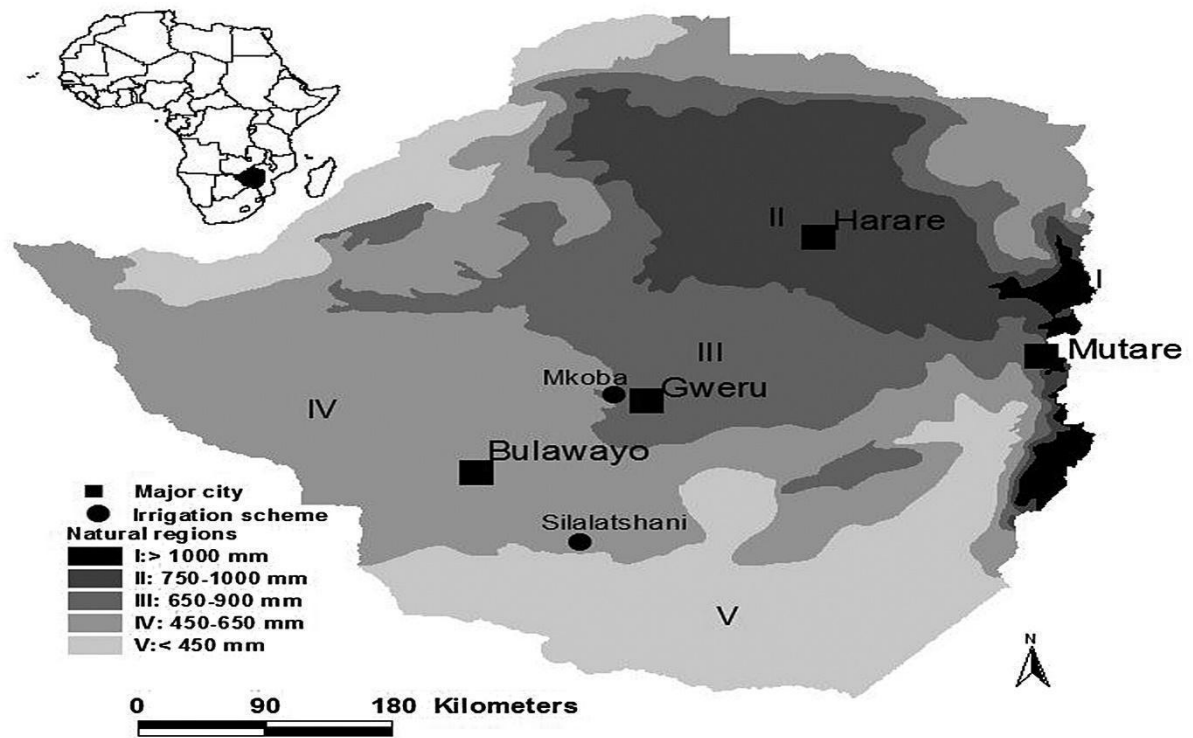 II
Harare
I
Mutare
III
Mkoba
Gweru
IV
Bulawayo
Major city
Irrigation scheme
Silalatshani
Natural regions
I:> 1000 mm
II: 750-1000 mm
III: 650-900 mm
IV: 450-650 mm
V:< 450 mm
V
N
0 90 180 Kilometers